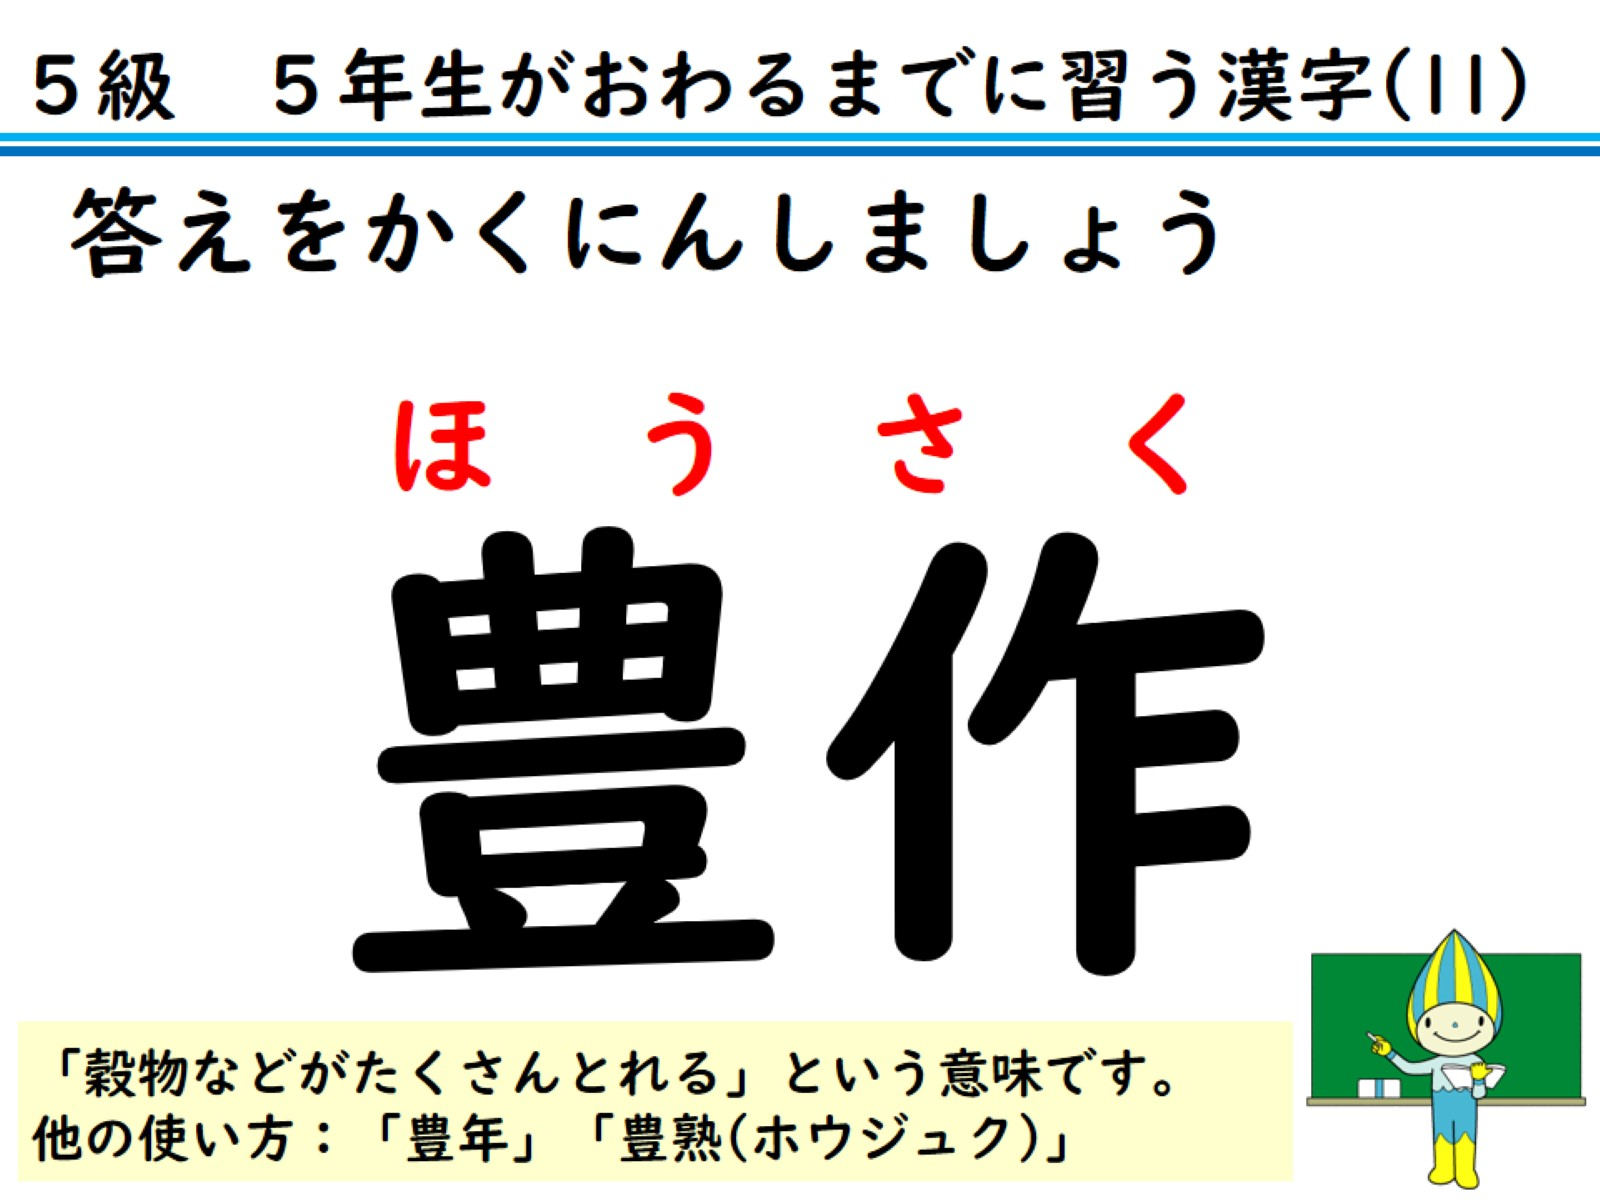 ５級　５年生がおわるまでに習う漢字(11)
答えをかくにんしましょう
ほうさく
豊作
「穀物などがたくさんとれる」という意味です。
他の使い方：「豊年」「豊熟(ホウジュク)」